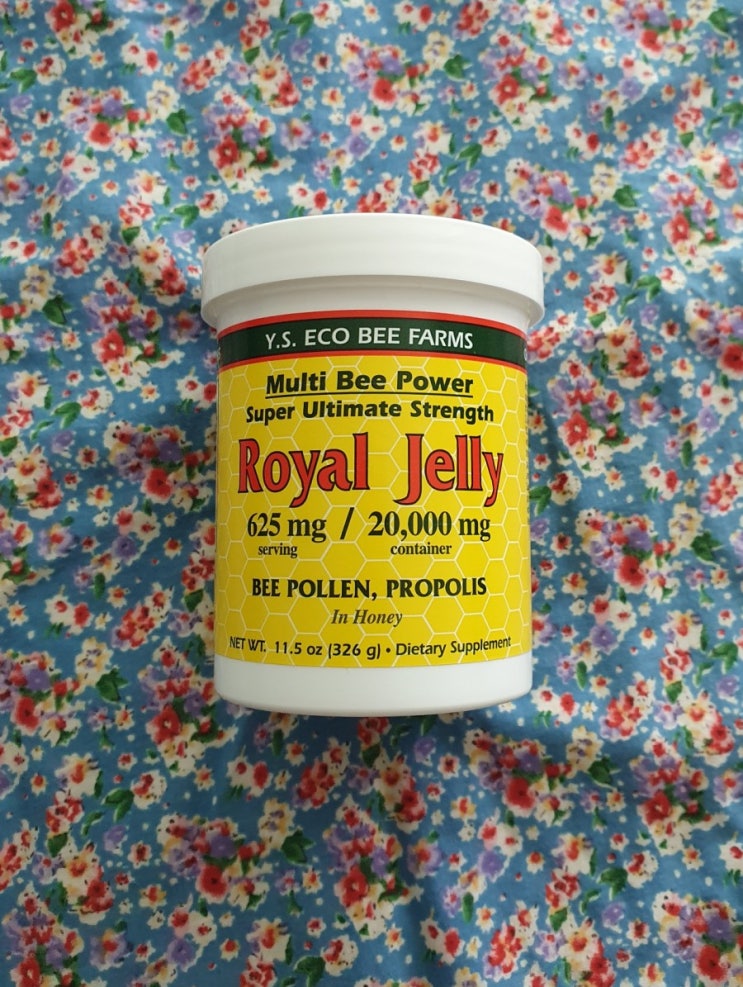 Y.S. ECO BEE FARMS
Multi Bee Power
Super Ultimate Strength
Royal Jelly
625 mg / 20,000 mg
serving container
BEE POLLEN, PROPOLIS
In Honey
NET WT. 11.5 oz (326 g) • Dietary Supplement